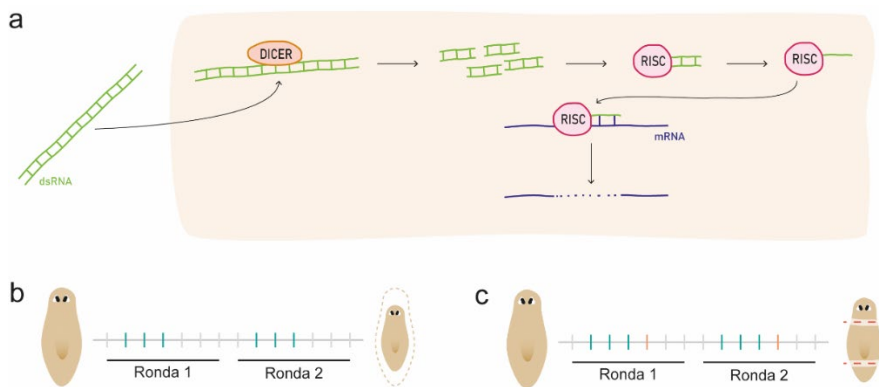 a
DICER
RISC
RISC
RISC
mRNA
dsRNA
b
c
Ronda 1
Ronda 2
Ronda 1
Ronda 2